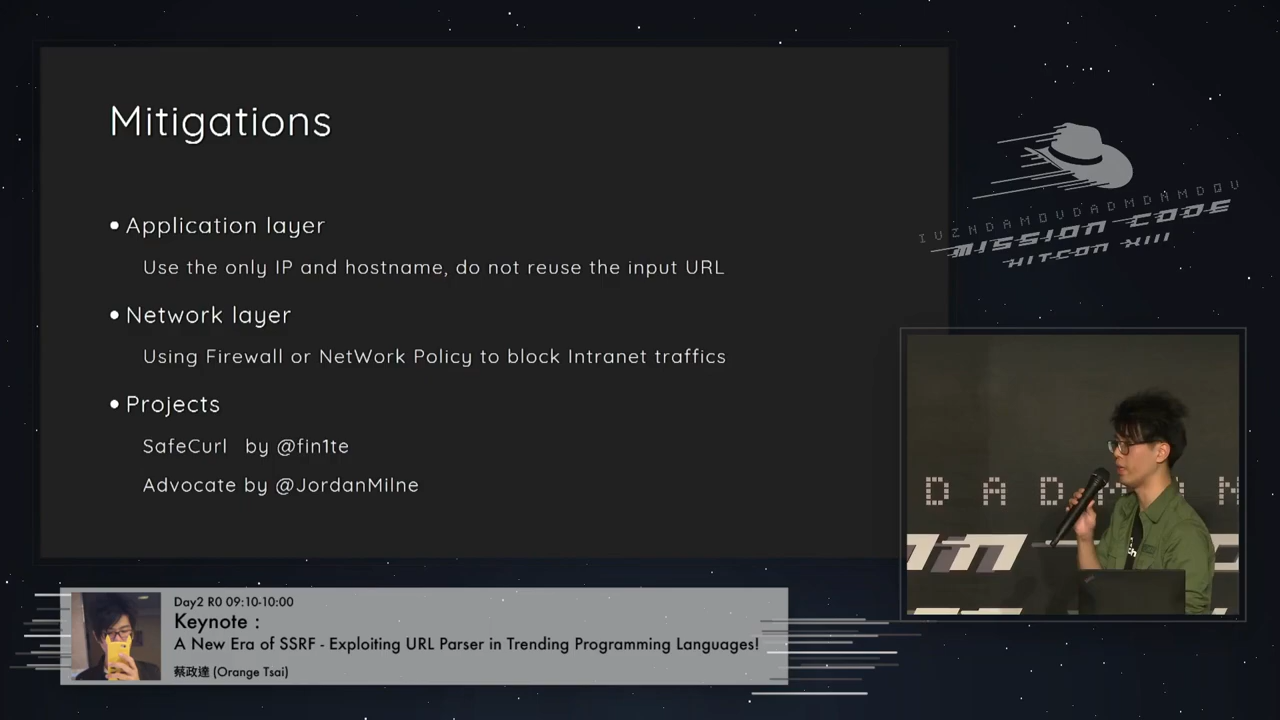 Mitigations
• Application layer
Use the only IP and hostname, do not reuse the input URL
• Network layer
Using Firewall or NetWork Policy to block Intranet traffics
• Projects
SafeCurl by @fin1te
Advocate by @JordanMilne
IVZNDAMOVDADMDNMDQV
MISSION CODE
HITCON XIII
DADM N
Day2 R0 09:10-10:00
Keynote :
A New Era of SSRF - Exploiting URL Parser in Trending Programming Languages!
蔡政達 (Orange Tsai)